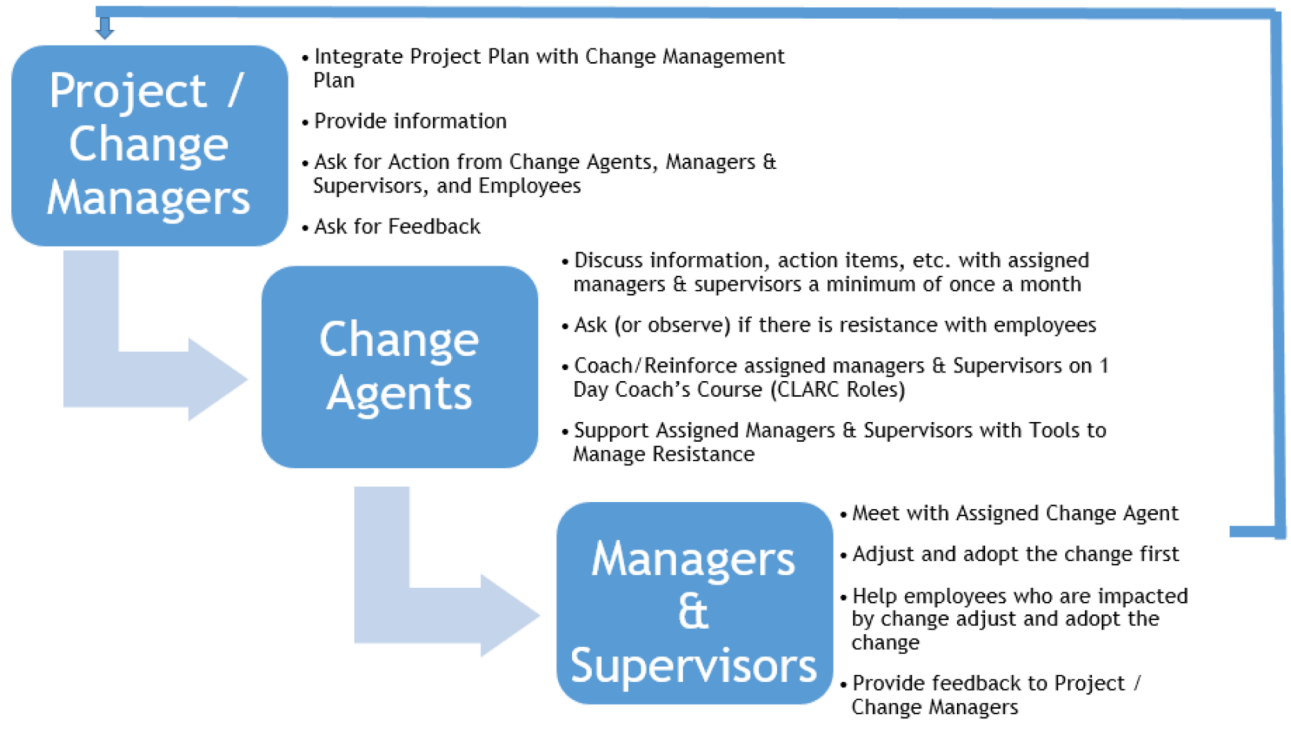 Project /
Change
Managers
• Integrate Project Plan with Change Management
Plan
• Provide information
• Ask for Action from Change Agents, Managers &
Supervisors, and Employees
• Ask for Feedback
Change
Agents
• Discuss information, action items, etc. with assigned
managers & supervisors a minimum of once a month
• Ask (or observe) if there is resistance with employees
• Coach/Reinforce assigned managers & Supervisors on 1
Day Coach's Course (CLARC Roles)
• Support Assigned Managers & Supervisors with Tools to
Manage Resistance
Managers
&
Supervisors
• Meet with Assigned Change Agent
• Adjust and adopt the change first
• Help employees who are impacted
by change adjust and adopt the
change
• Provide feedback to Project /
Change Managers